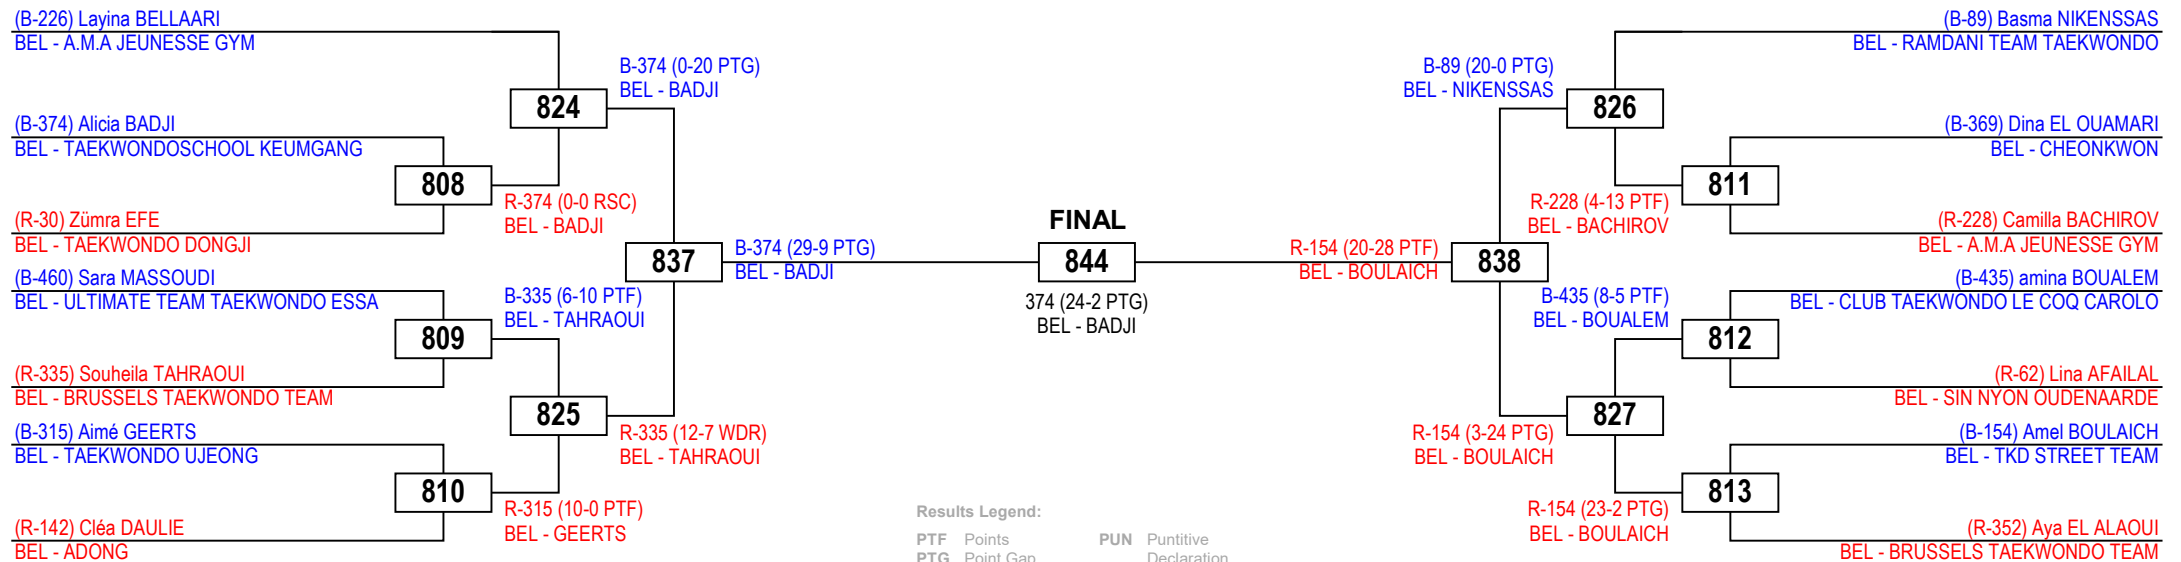 (B-226) Layina BELLAARI
BEL - A.M.A JEUNESSE GYM
(B-374) Alicia BADJI
BEL - TAEKWONDOSCHOOL KEUMGANG
(R-30) Zümra EFE
BEL - TAEKWONDO DONGJI
(B-460) Sara MASSOUDI
BEL - ULTIMATE TEAM TAEKWONDO ESSA
(R-335) Souheila TAHRAOUI
BEL - BRUSSELS TAEKWONDO TEAM
(B-315) Aimé GEERTS
BEL - TAEKWONDO UJEONG
(R-142) Cléa DAULIE
BEL - ADONG
808
809
810
R-374 (0-0 RSC)
BEL - BADJI
B-335 (6-10 PTF)
BEL - TAHRAOUI
R-315 (10-0 PTF)
BEL - GEERTS
824
825
B-374 (0-20 PTG)
BEL - BADJI
R-335 (12-7 WDR)
BEL - TAHRAOUI
837
B-374 (29-9 PTG)
BEL - BADJI
FINAL
844
374 (24-2 PTG)
BEL - BADJI
Results Legend:
PTF Points PUN Puntitive
PTG Point Gap Declaration
R-154 (20-28 PTF)
BEL - BOULAICH
838
B-89 (20-0 PTG)
BEL - NIKENSSAS
R-154 (3-24 PTG)
BEL - BOULAICH
826
827
R-228 (4-13 PTF)
BEL - BACHIROV
B-435 (8-5 PTF)
BEL - BOUALEM
R-154 (23-2 PTG)
BEL - BOULAICH
811
812
813
(B-89) Basma NIKENSSAS
BEL - RAMDANI TEAM TAEKWONDO
(B-369) Dina EL OUAMARI
BEL - CHEONKWON
(R-228) Camilla BACHIROV
BEL - A.M.A JEUNESSE GYM
(B-435) amina BOUALEM
BEL - CLUB TAEKWONDO LE COQ CAROLO
(R-62) Lina AFAILAL
BEL - SIN NYON OUDENAARDE
(B-154) Amel BOULAICH
BEL - TKD STREET TEAM
(R-352) Aya EL ALAOUI
BEL - BRUSSELS TAEKWONDO TEAM